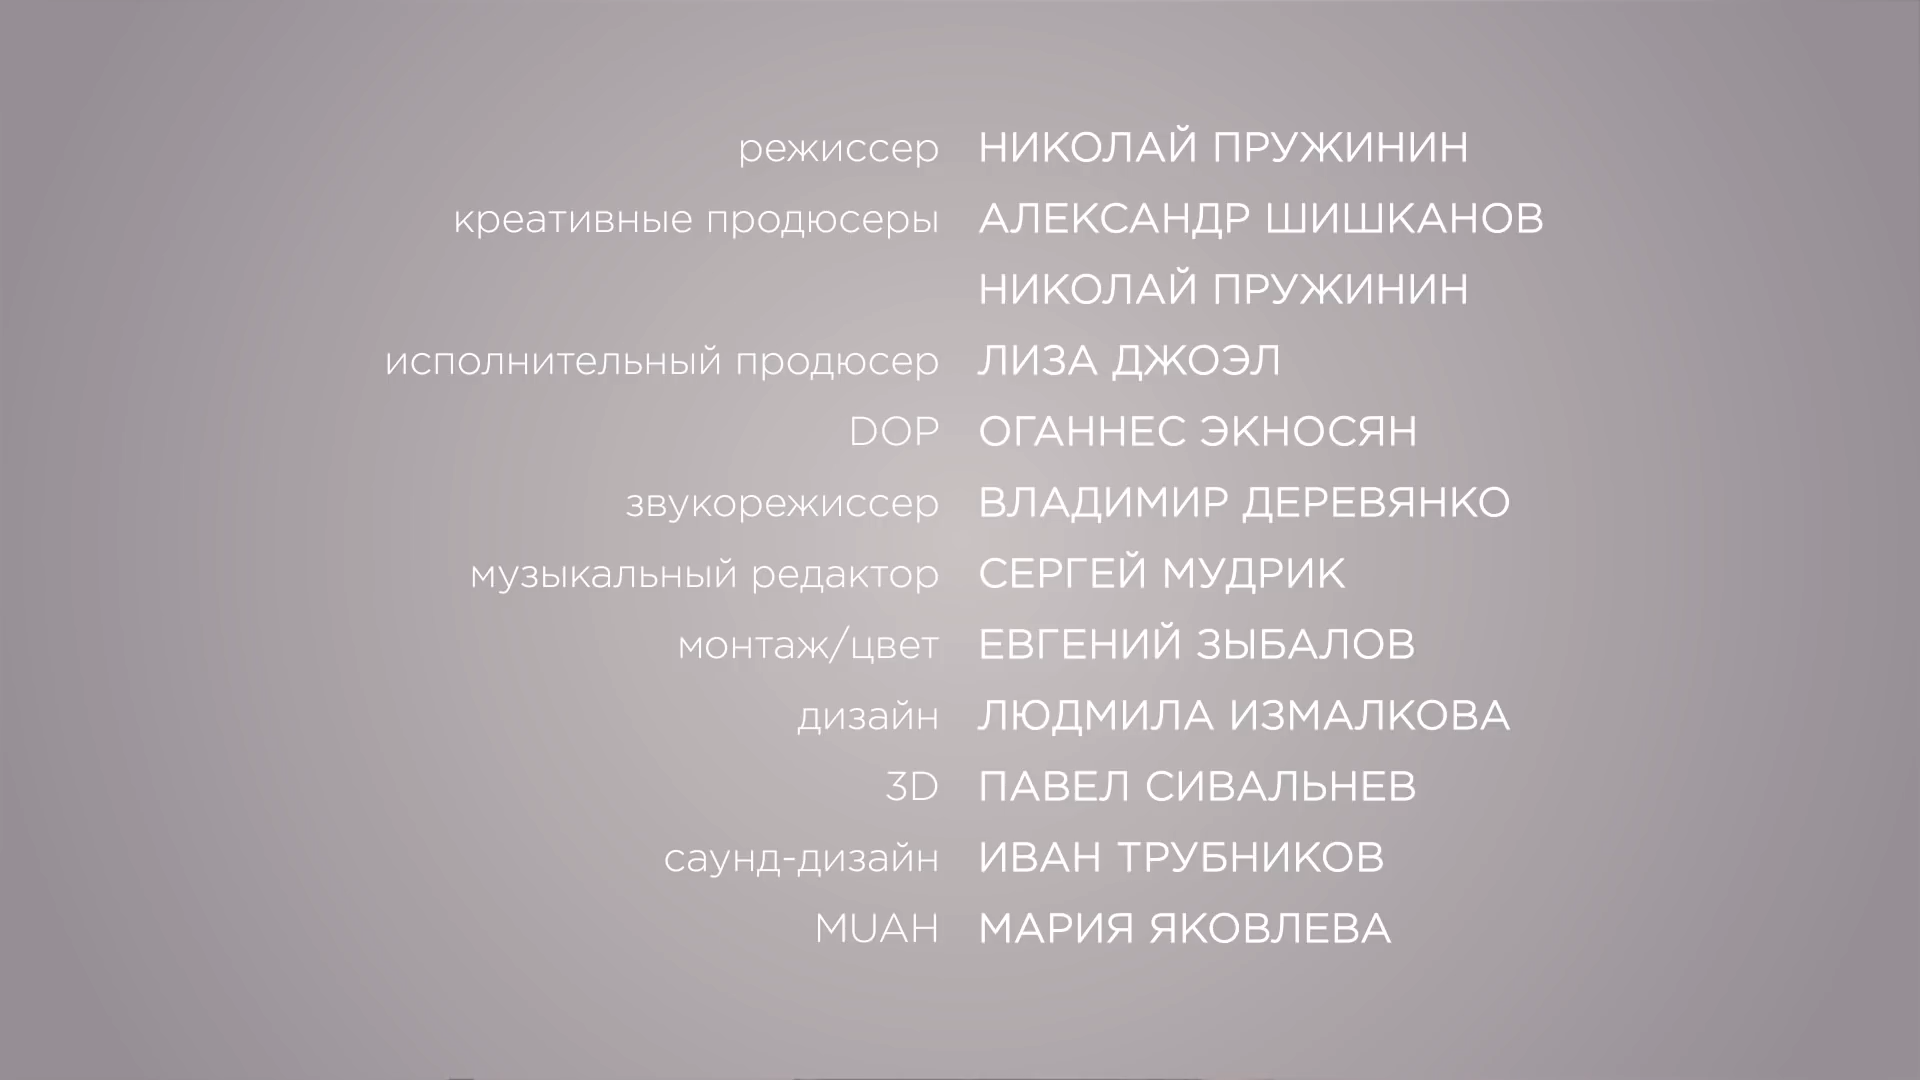 режиссер НИКОЛАЙ ПРУЖИНИН
креативные продюсеры АЛЕКСАНДР ШИШКАНОВ
НИКОЛАЙ ПРУЖИНИН
исполнительный продюсер ЛИЗА ДЖОЭЛ
DOP ОГАННЕС ЭКНОСЯН
звукорежиссер ВЛАДИМИР ДЕРЕВЯНКО
музыкальный редактор СЕРГЕЙ МУДРИК
монтаж/цвет ЕВГЕНИЙ ЗЫБАЛОВ
дизайн ЛЮДМИЛА ИЗМАЛКОВА
3D ПАВЕЛ СИВАЛЬНЕВ
саунд-дизайн ИВАН ТРУБНИКОВ
MUAH МАРИЯ ЯКОВЛЕВА